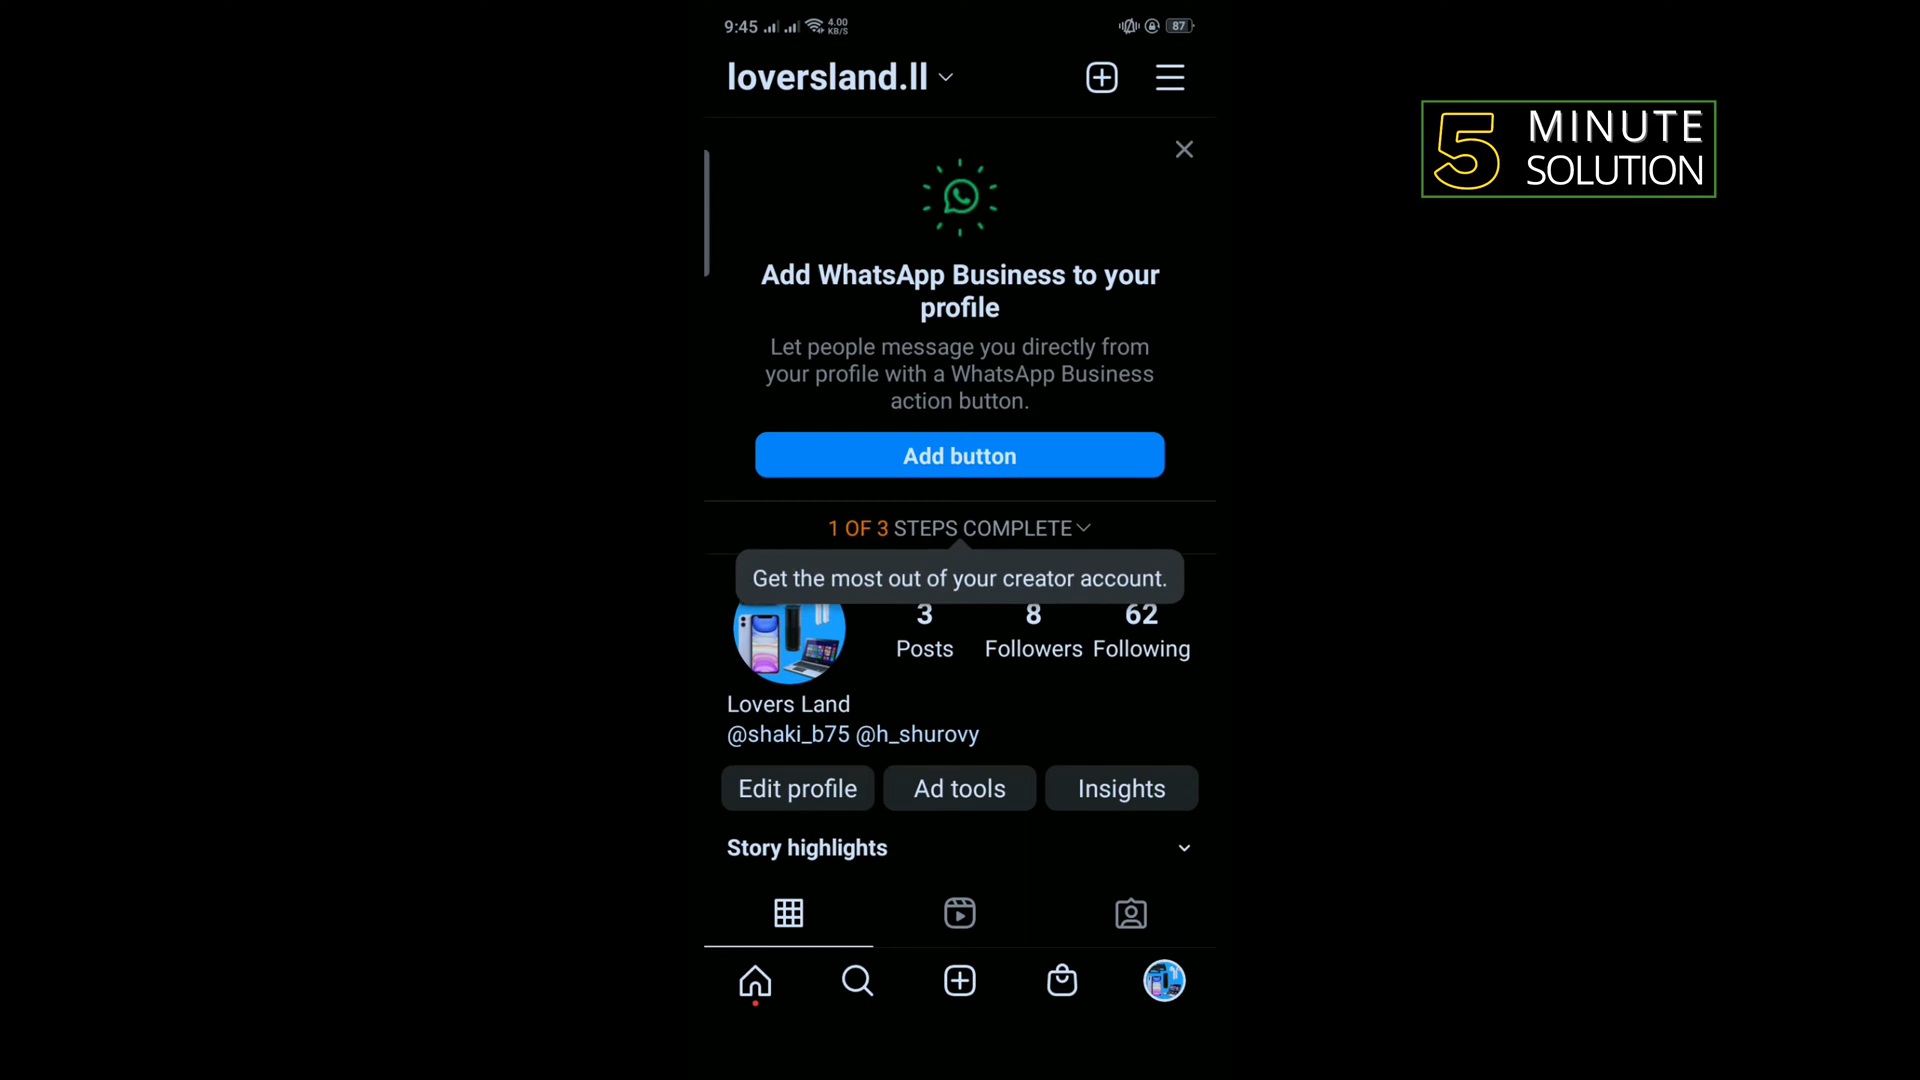 9:45
4.00
KB/S
87
loversland.ll
5 MINUTE
SOLUTION
Add WhatsApp Business to your
profile
Let people message you directly from
your profile with a WhatsApp Business
action button.
Add button
1 OF 3 STEPS COMPLETE
Get the most out of your creator account.
3 8 62
Posts Followers Following
Lovers Land
@shaki_b75 @h_shurovy
Edit profile Ad tools Insights
Story highlights